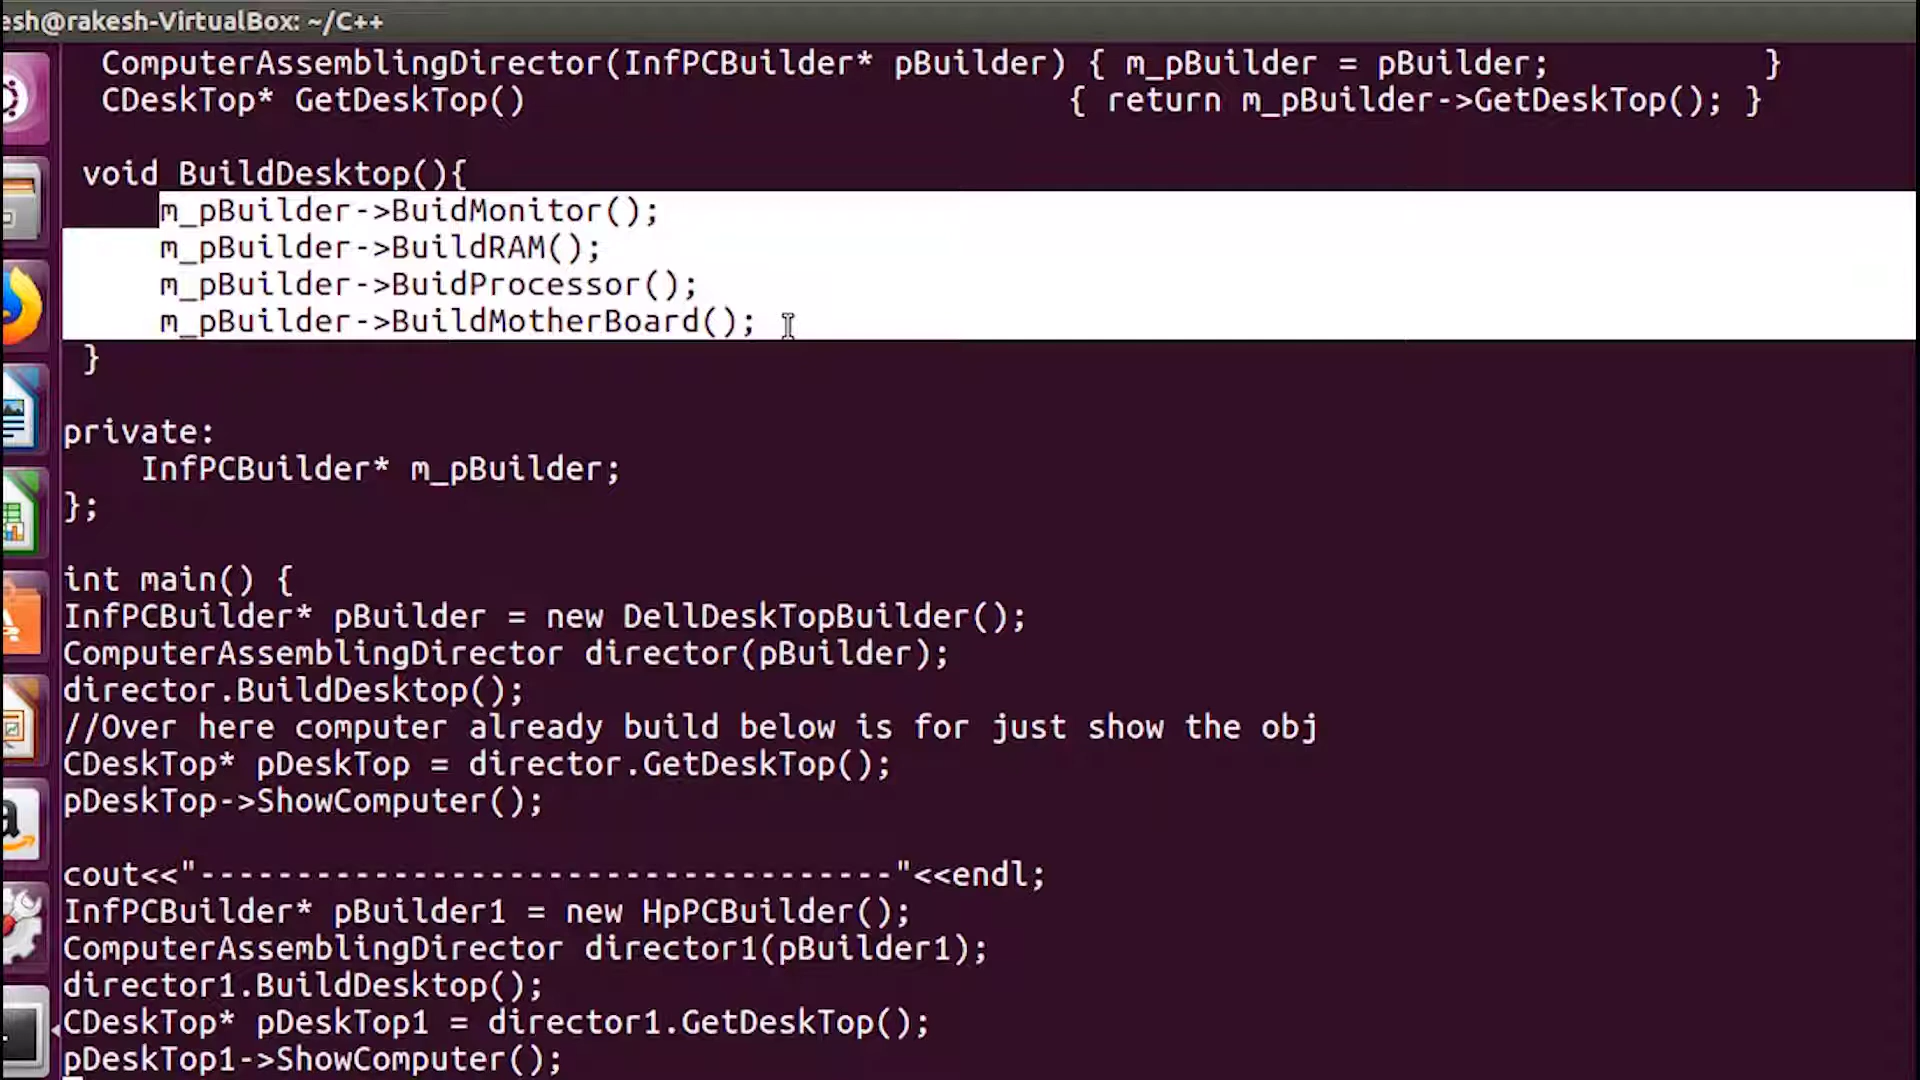 esh@rakesh-VirtualBox: ~/C++
ComputerAssemblingDirector(InfPCBuilder* pBuilder) { m_pBuilder = pBuilder; }
CDeskTop* GetDeskTop() { return m_pBuilder->GetDeskTop(); }
void BuildDesktop(){
m_pBuilder->BuidMonitor();
m_pBuilder->BuildRAM();
m_pBuilder->BuidProcessor();
m_pBuilder->BuildMotherBoard();
}
private:
InfPCBuilder* m_pBuilder;
};
int main() {
InfPCBuilder* pBuilder = new DellDeskTopBuilder();
ComputerAssemblingDirector director(pBuilder);
director.BuildDesktop();
//Over here computer already build below is for just show the obj
CDeskTop* pDeskTop = director.GetDeskTop();
pDeskTop->ShowComputer();
cout<<"------------------------------------"<<endl;
InfPCBuilder* pBuilder1 = new HpPCBuilder();
ComputerAssemblingDirector director1(pBuilder1);
director1.BuildDesktop();
CDeskTop* pDeskTop1 = director1.GetDeskTop();
pDeskTop1->ShowComputer();